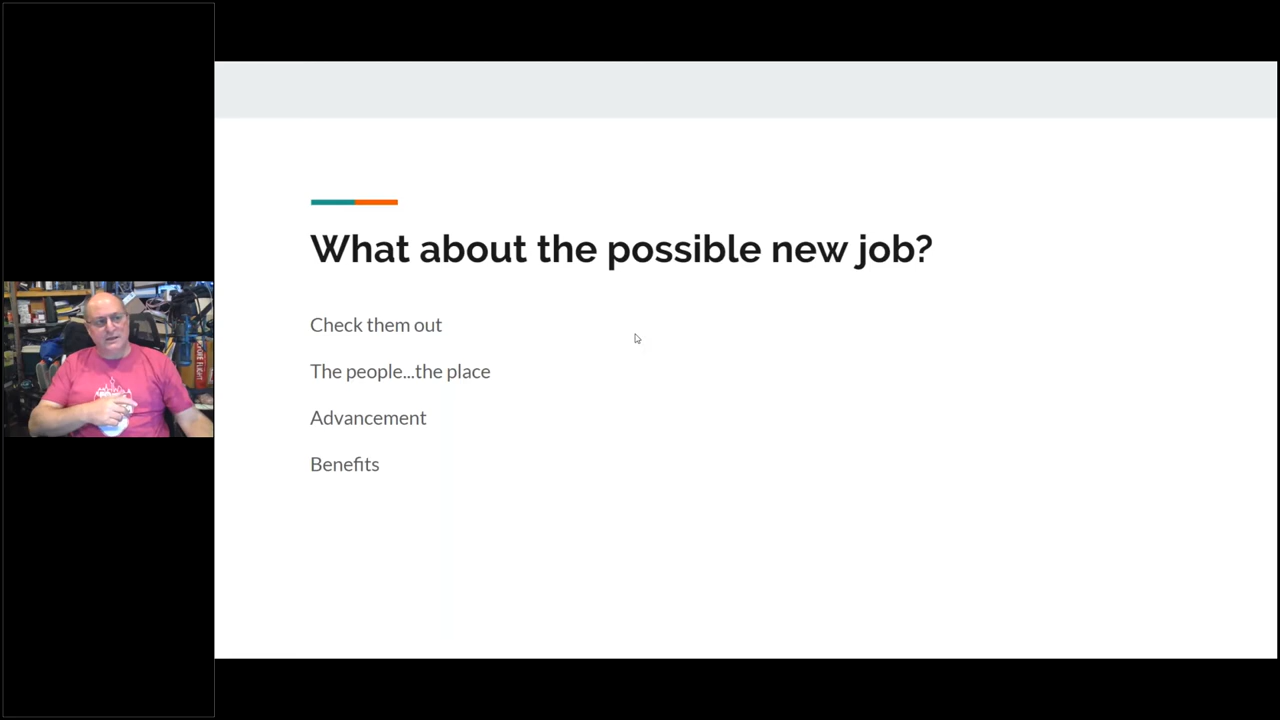 What about the possible new job?
Check them out
The people...the place
Advancement
Benefits